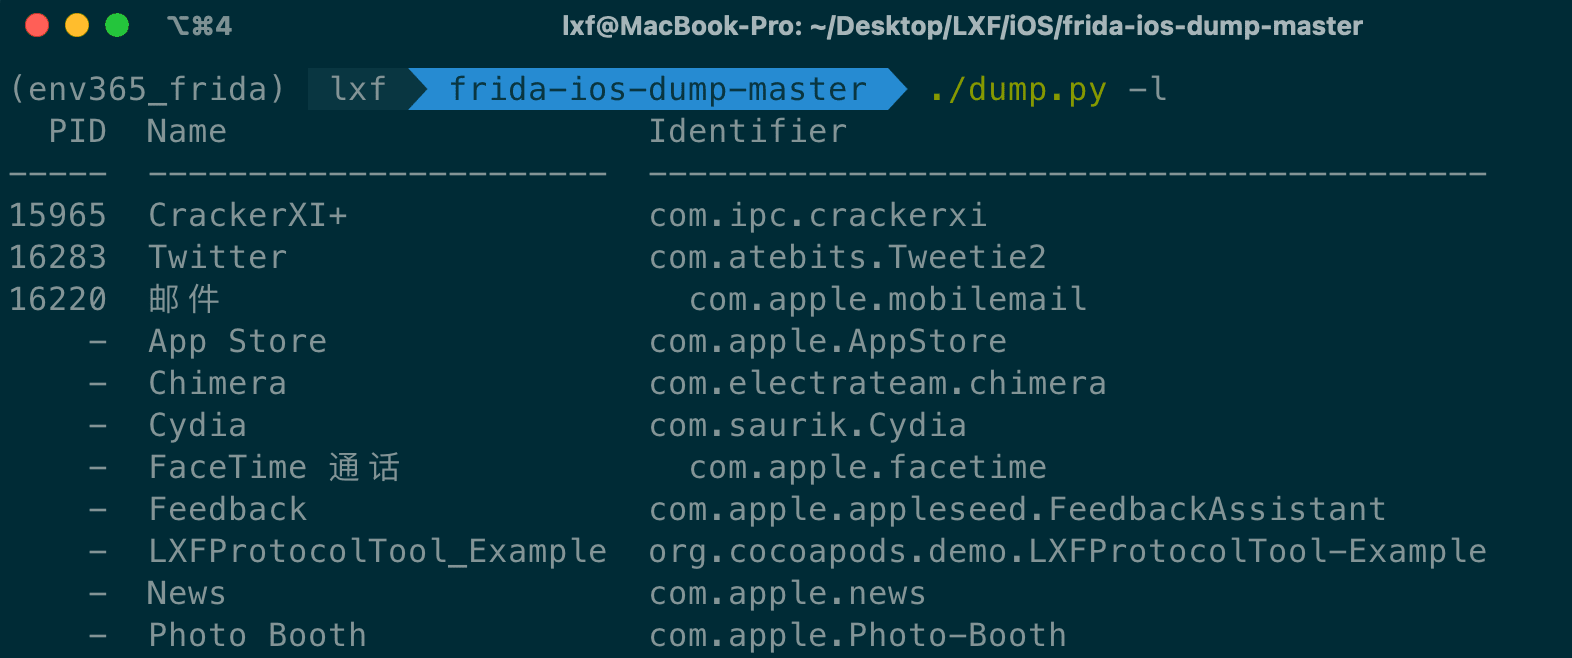 ⌥⌘4 lxf@MacBook-Pro: ~/Desktop/LXF/iOS/frida-ios-dump-master
(env365_frida) lxf frida-ios-dump-master ./dump.py -l
PID Name Identifier
----- ----------------------- ------------------------------------------
15965 CrackerXI+ com.ipc.crackerxi
16283 Twitter com.atebits.Tweetie2
16220 邮件 com.apple.mobilemail
- App Store com.apple.AppStore
- Chimera com.electrateam.chimera
- Cydia com.saurik.Cydia
- FaceTime 通话 com.apple.facetime
- Feedback com.apple.appleseed.FeedbackAssistant
- LXFProtocolTool_Example org.cocoapods.demo.LXFProtocolTool-Example
- News com.apple.news
- Photo Booth com.apple.Photo-Booth